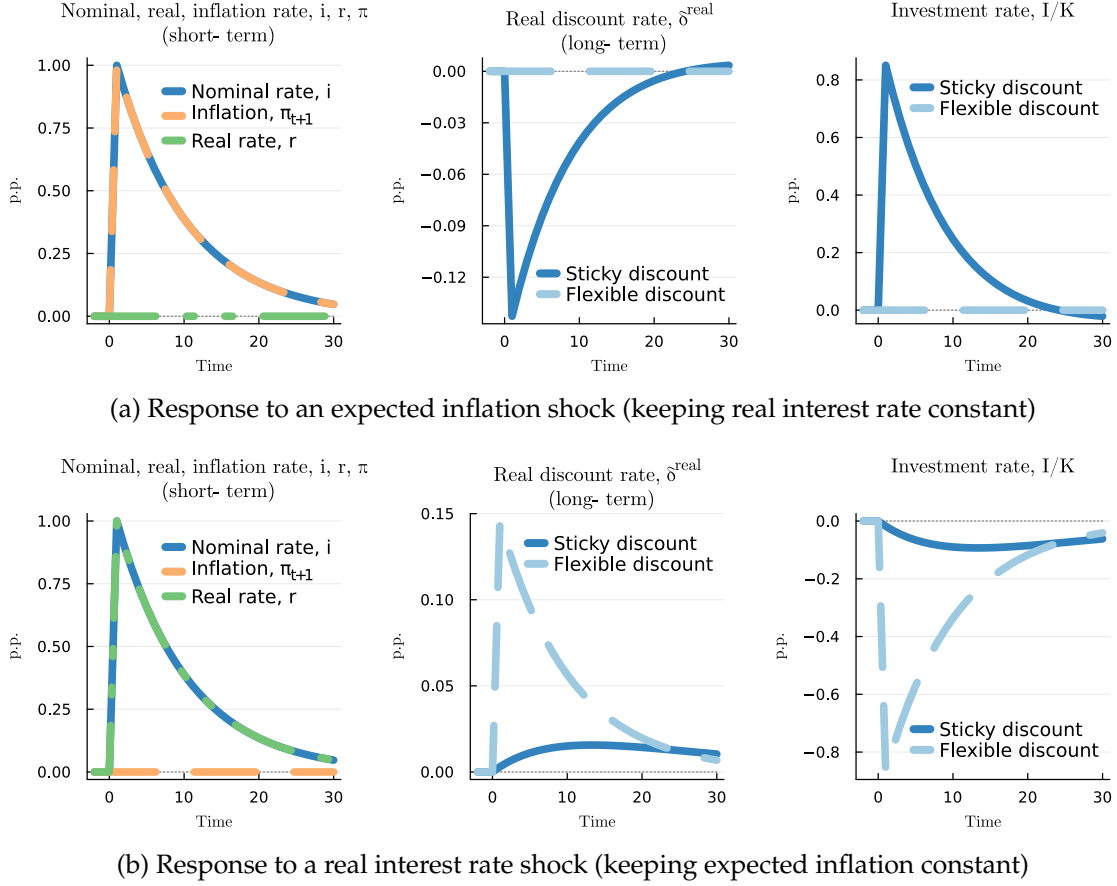 Nominal, real, inflation rate, i, r, π
(short- term)
Real discount rate, δ^real
(long- term)
Investment rate, I/K
1.00
0.75
0.50
0.25
0.00
p.p.
Nominal rate, i
Inflation, π_t+1
Real rate, r
0
10
20
30
Time
0.00
−0.03
−0.06
−0.09
−0.12
p.p.
Sticky discount
Flexible discount
0
10
20
30
Time
0.8
0.6
0.4
0.2
0.0
p.p.
Sticky discount
Flexible discount
0
10
20
30
Time
(a) Response to an expected inflation shock (keeping real interest rate constant)
Nominal, real, inflation rate, i, r, π
(short- term)
Real discount rate, δ^real
(long- term)
Investment rate, I/K
1.00
0.75
0.50
0.25
0.00
p.p.
Nominal rate, i
Inflation, π_t+1
Real rate, r
0
10
20
30
Time
0.15
0.10
0.05
0.00
p.p.
Sticky discount
Flexible discount
0
10
20
30
Time
0.0
−0.2
−0.4
−0.6
−0.8
p.p.
Sticky discount
Flexible discount
0
10
20
30
Time
(b) Response to a real interest rate shock (keeping expected inflation constant)